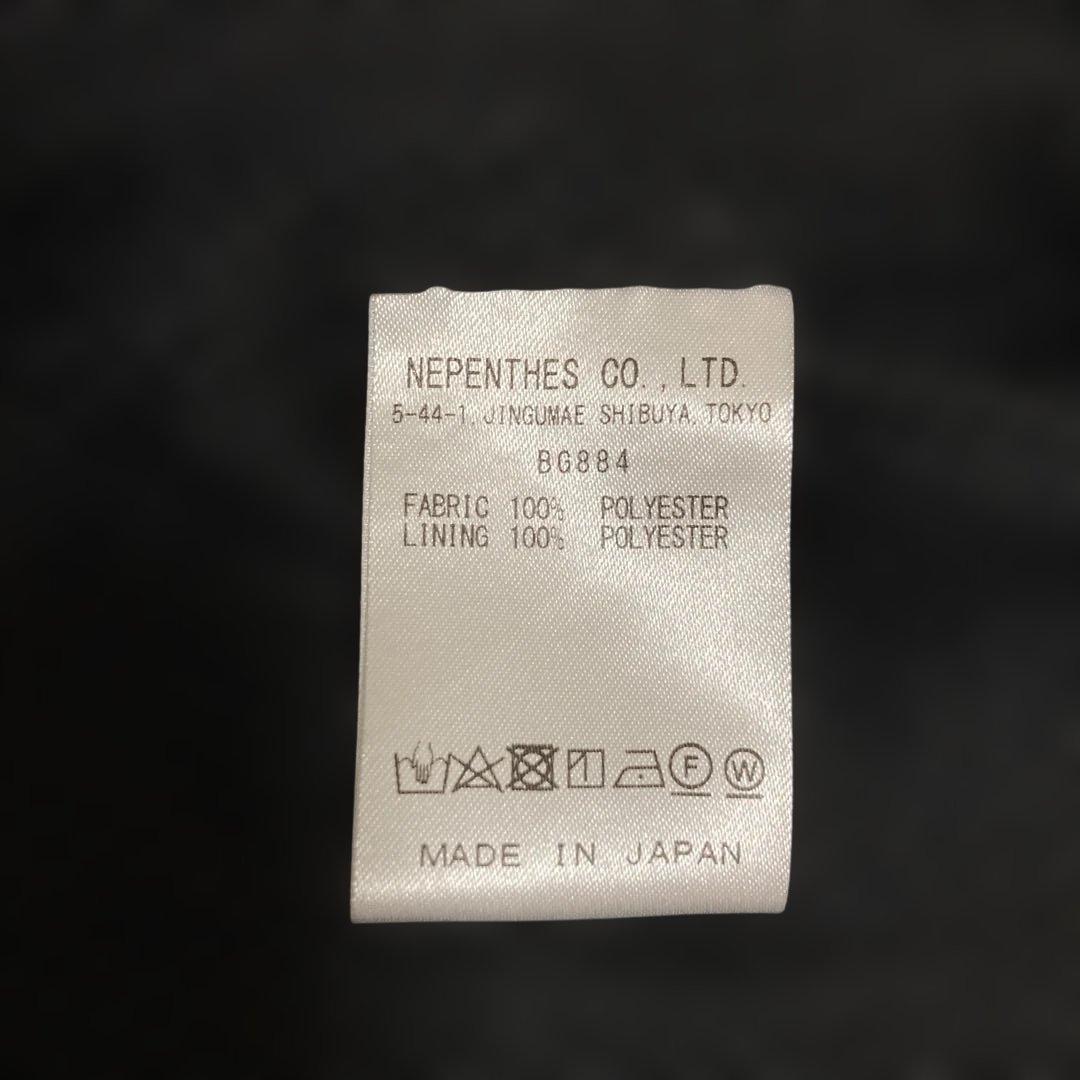 NEPENTHES CO., LTD.
5-44-1, JINGUMAE SHIBUYA, TOKYO
BG884
FABRIC 100% POLYESTER
LINING 100% POLYESTER
F W
MADE IN JAPAN